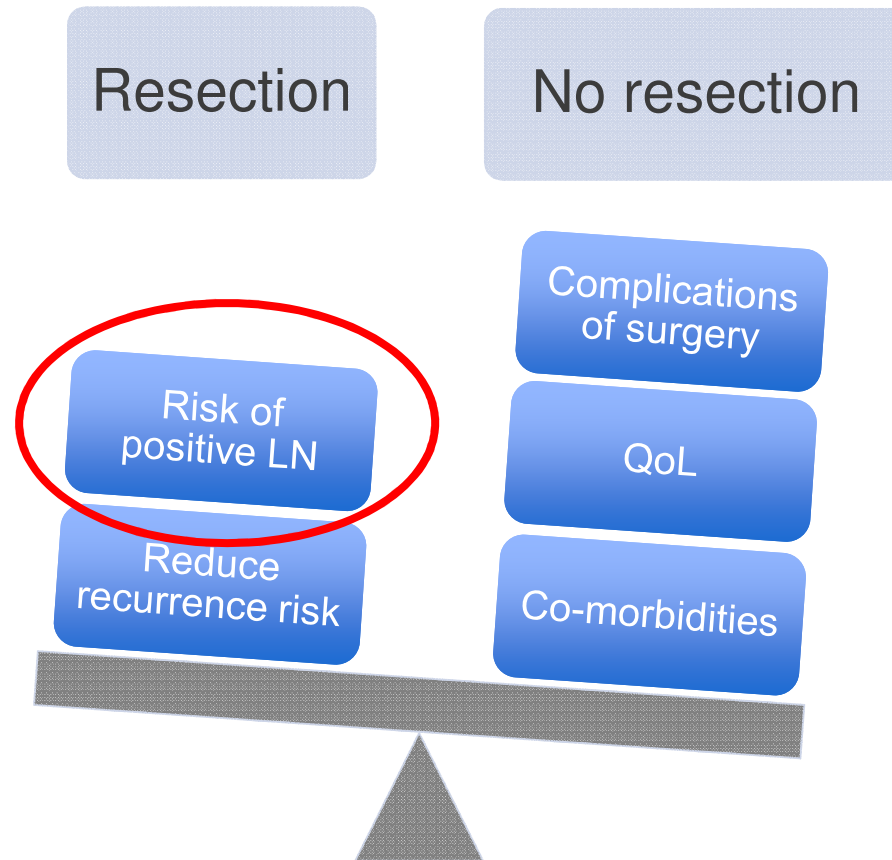 Resection
No resection
Complications
of surgery
Risk of
positive LN
QoL
Reduce
recurrence risk
Co-morbidities